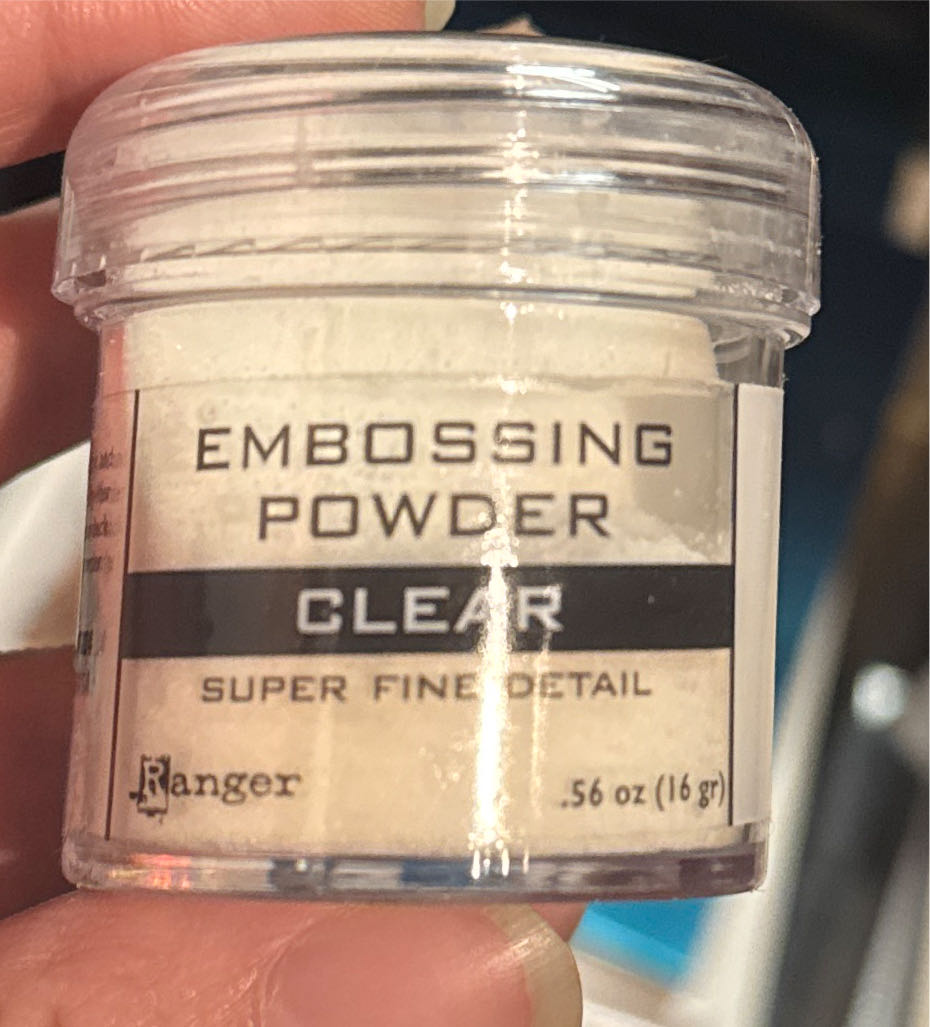 EMBOSSING
POWDER
CLEAR
SUPER FINE DETAIL
Ranger
.56 oz (16 gr)